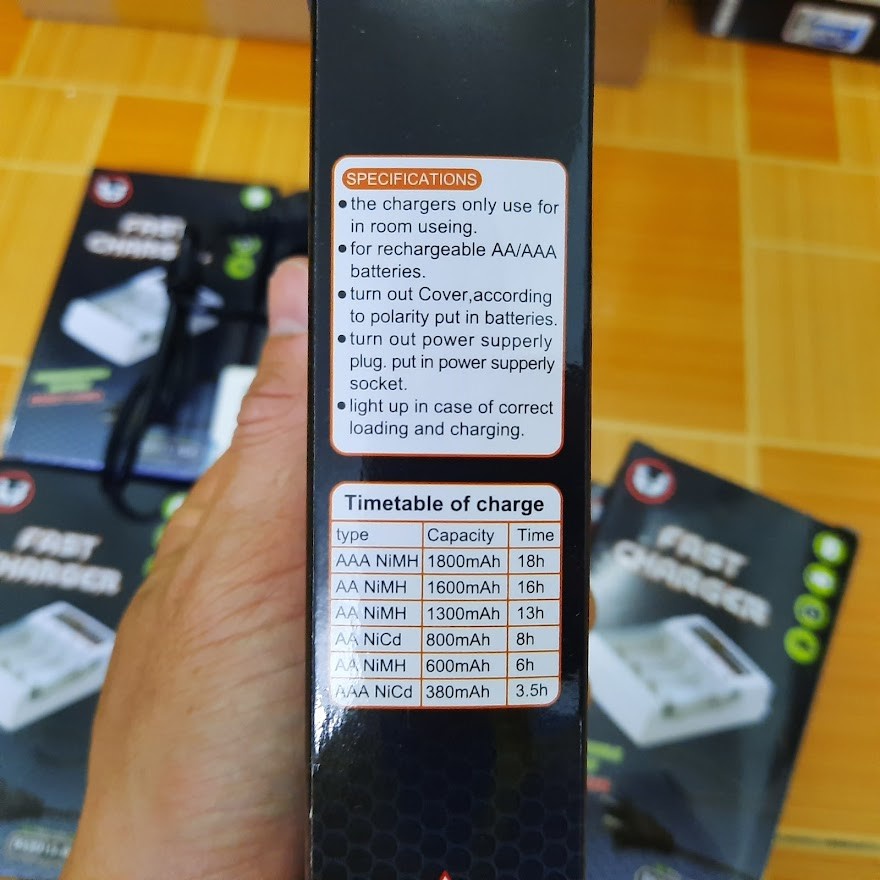 SPECIFICATIONS
• the chargers only use for
in room useing.
• for rechargeable AA/AAA
batteries.
• turn out Cover,according
to polarity put in batteries.
• turn out power supperly
plug. put in power supperly
socket.
• light up in case of correct
loading and charging.
Timetable of charge
type Capacity Time
AAA NiMH 1800mAh 18h
AA NiMH 1600mAh 16h
AA NiMH 1300mAh 13h
AA NiCd 800mAh 8h
AA NiMH 600mAh 6h
AAA NiCd 380mAh 3.5h
FAST
CHARGER
FAST
CHARGER
FAST
CHARGER